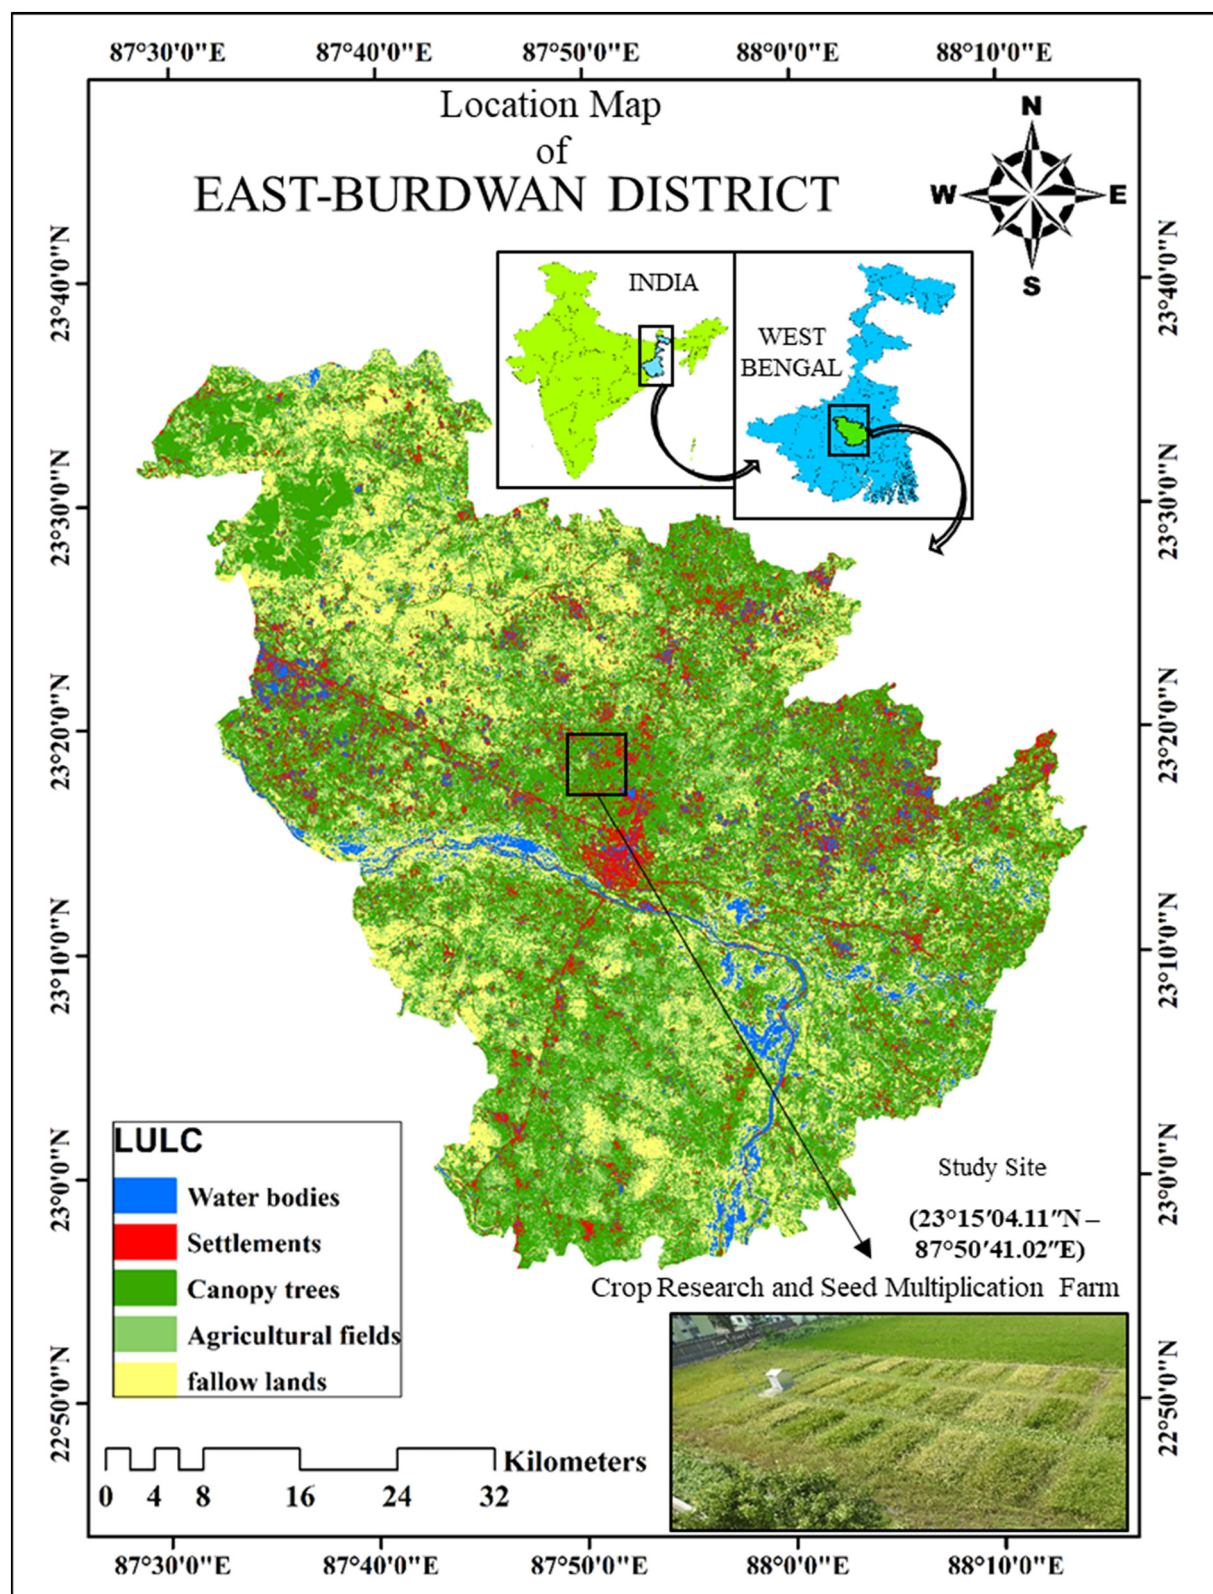 87°30'0"E 87°40'0"E 87°50'0"E 88°0'0"E 88°10'0"E
Location Map
of
EAST-BURDWAN DISTRICT
N
W E
S
INDIA
WEST
BENGAL
23°40'0"N
23°30'0"N
23°20'0"N
23°10'0"N
23°0'0"N
22°50'0"N
23°40'0"N
23°30'0"N
23°20'0"N
23°10'0"N
23°0'0"N
22°50'0"N
LULC
Water bodies
Settlements
Canopy trees
Agricultural fields
fallow lands
Study Site
(23°15′04.11″N –
87°50′41.02″E)
Crop Research and Seed Multiplication Farm
Kilometers
0 4 8 16 24 32
87°30'0"E 87°40'0"E 87°50'0"E 88°0'0"E 88°10'0"E